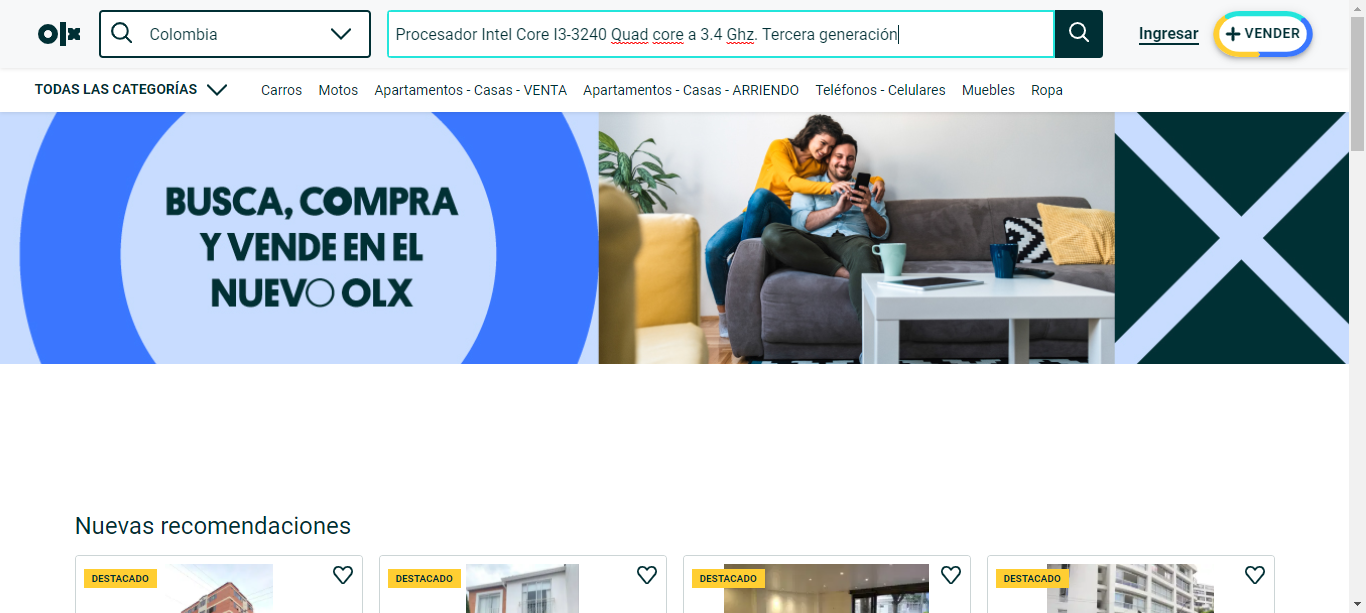 olx
Colombia
Procesador Intel Core I3-3240 Quad core a 3.4 Ghz. Tercera generación
Ingresar
VENDER
TODAS LAS CATEGORÍAS
Carros
Motos
Apartamentos - Casas - VENTA
Apartamentos - Casas - ARRIENDO
Teléfonos - Celulares
Muebles
Ropa
BUSCA, COMPRA
Y VENDE EN EL
NUEVO OLX
Nuevas recomendaciones
DESTACADO
DESTACADO
DESTACADO
DESTACADO